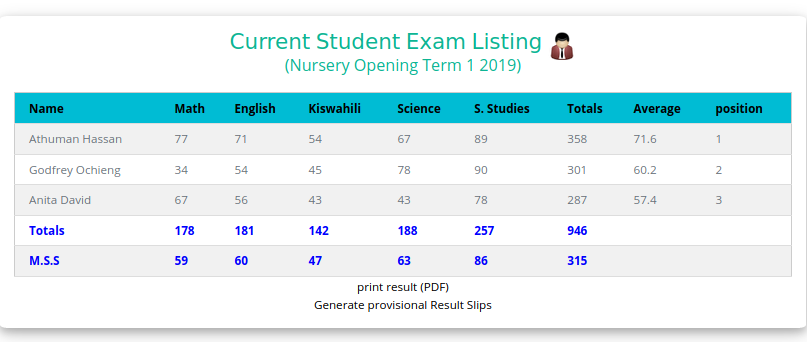 Current Student Exam Listing
(Nursery Opening Term 1 2019)
Name Math English Kiswahili Science S. Studies Totals Average position
Athuman Hassan 77 71 54 67 89 358 71.6 1
Godfrey Ochieng 34 54 45 78 90 301 60.2 2
Anita David 67 56 43 43 78 287 57.4 3
Totals 178 181 142 188 257 946
M.S.S 59 60 47 63 86 315
print result (PDF)
Generate provisional Result Slips